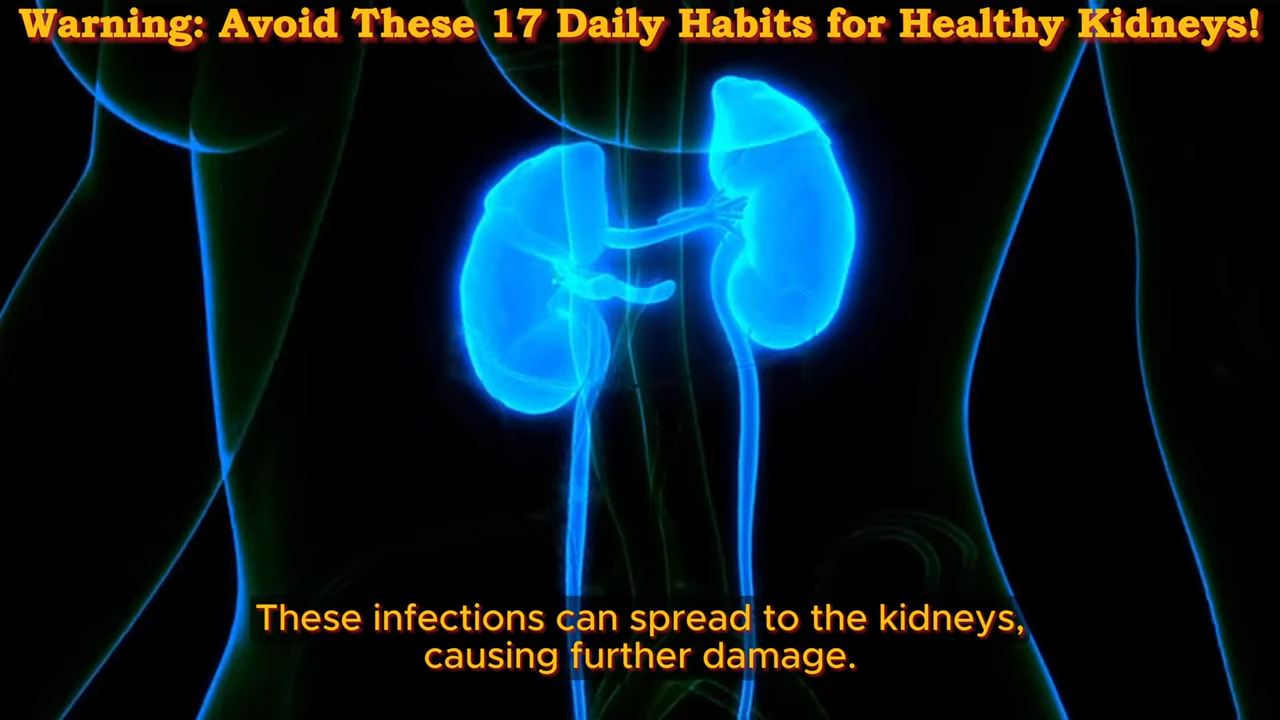 Warning: Avoid These 17 Daily Habits for Healthy Kidneys!
These infections can spread to the kidneys,
causing further damage.